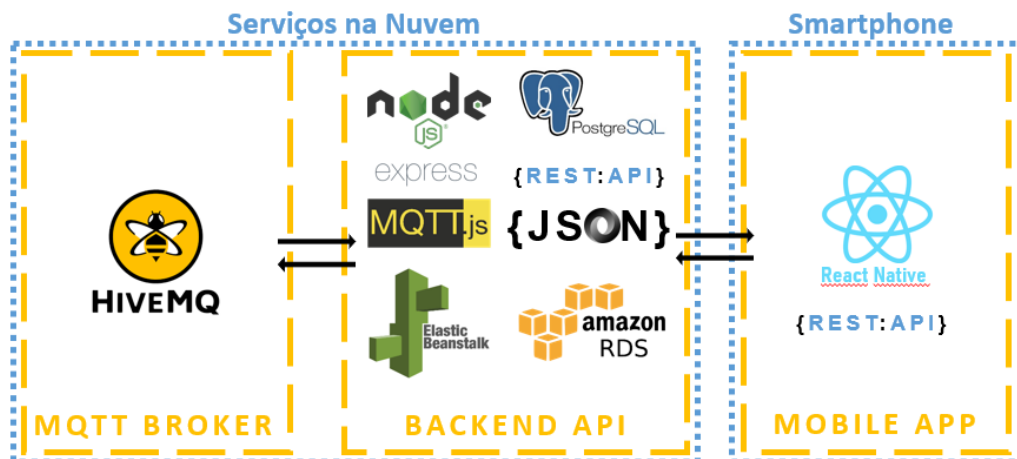 Serviços na Nuvem
Smartphone
HIVEMQ
MQTT BROKER
node
JS
PostgreSQL
express
{REST:API}
MQTT.js
{JSON}
Elastic
Beanstalk
amazon
RDS
BACKEND API
React Native
{REST:API}
MOBILE APP